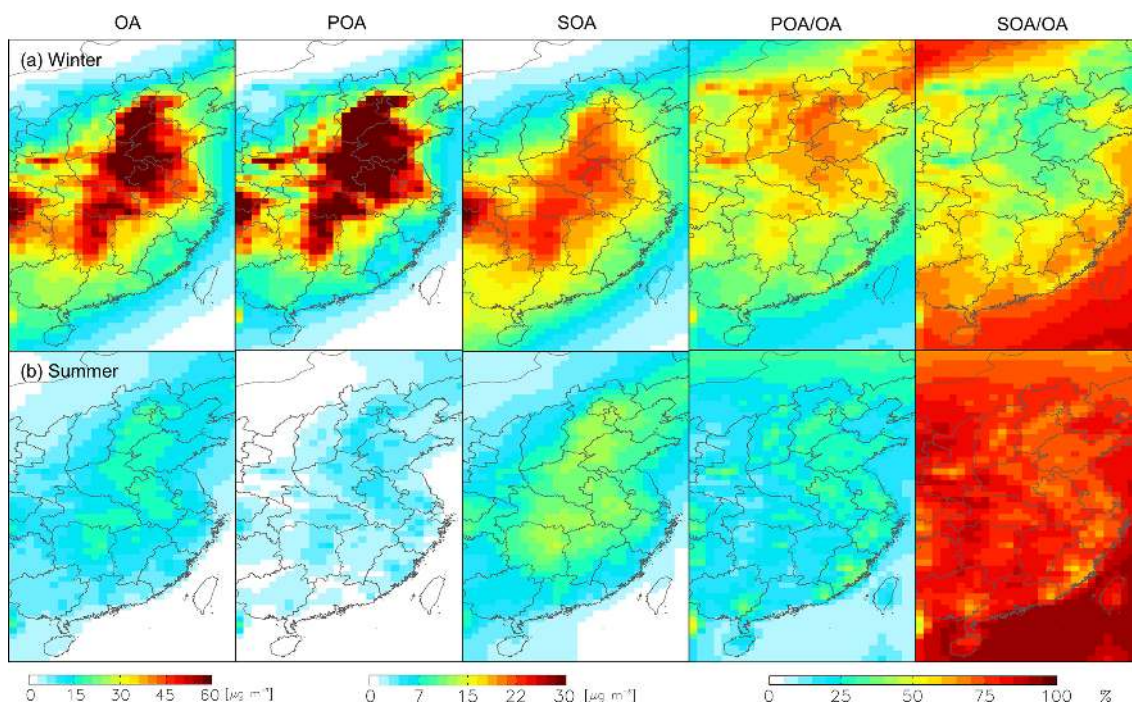 OA POA SOA POA/OA SOA/OA
(a) Winter
(b) Summer
0 15 30 45 60 [μg m⁻³]
0 7 15 22 30 [μg m⁻³]
0 25 50 75 100 %